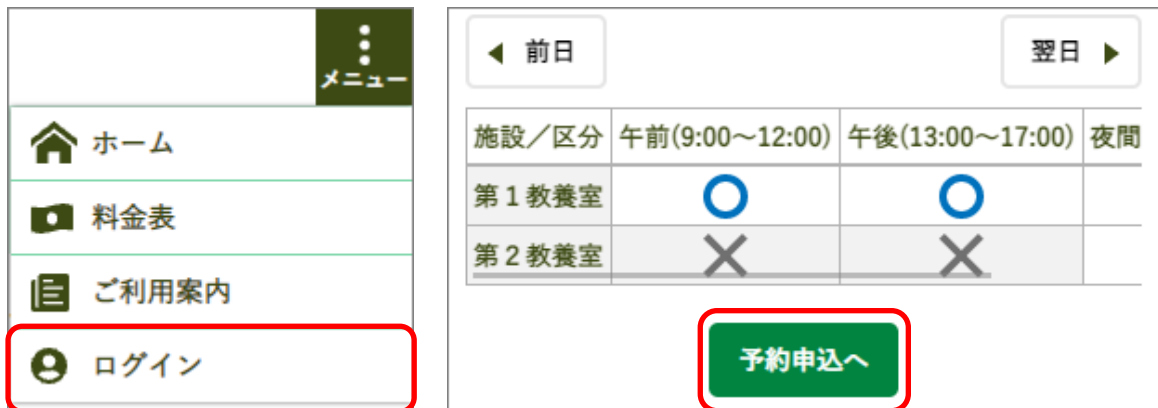 メニュー
ホーム
料金表
ご利用案内
ログイン
前日
翌日
施設／区分 午前(9:00～12:00) 午後(13:00～17:00) 夜間
第１教養室
第２教養室
予約申込へ